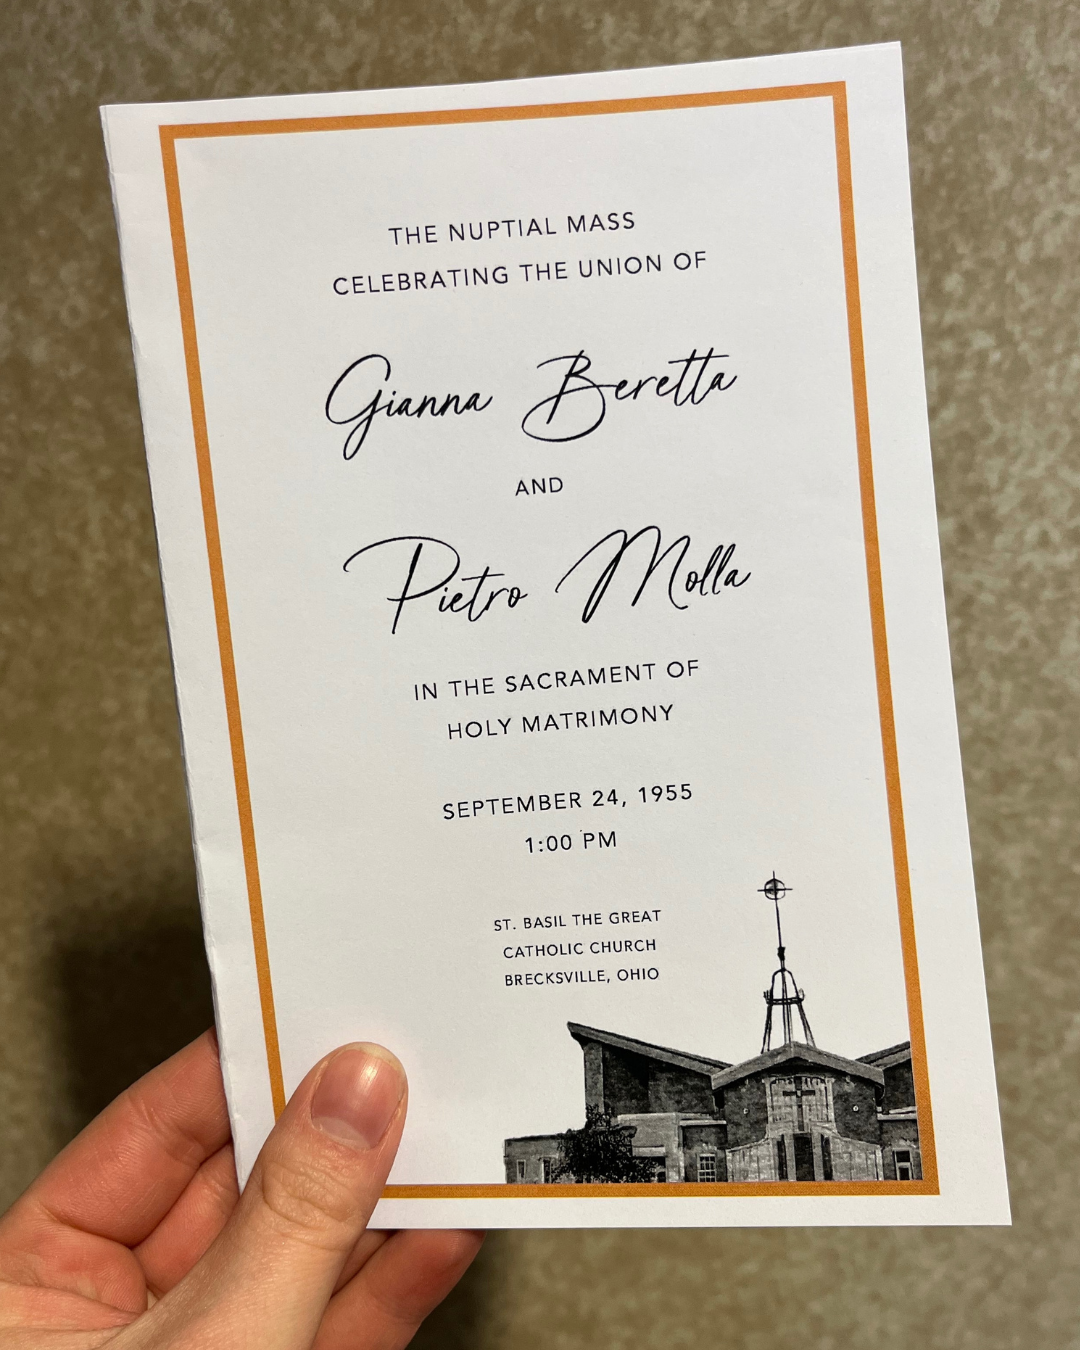 THE NUPTIAL MASS
CELEBRATING THE UNION OF
Gianna Beretta
AND
Pietro Molla
IN THE SACRAMENT OF
HOLY MATRIMONY
SEPTEMBER 24, 1955
1:00 PM
ST. BASIL THE GREAT
CATHOLIC CHURCH
BRECKSVILLE, OHIO